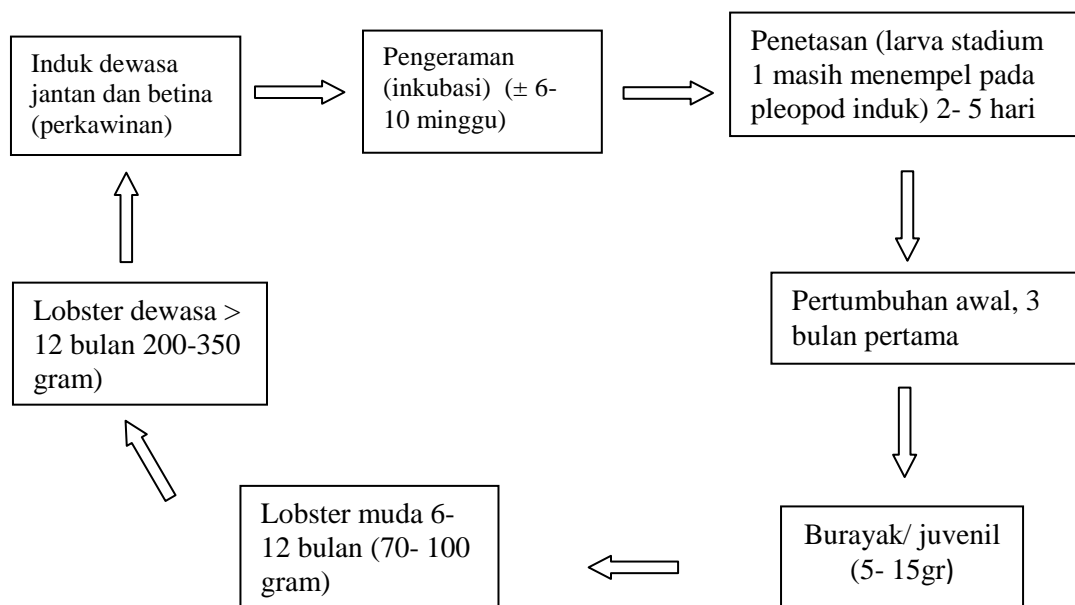 Induk dewasa
jantan dan betina
(perkawinan)
Pengeraman
(inkubasi)  (± 6-
10 minggu)
Penetasan (larva stadium
1 masih menempel pada
pleopod induk) 2- 5 hari
Pertumbuhan awal, 3
bulan pertama
Burayak/ juvenil
(5- 15gr)
Lobster muda 6-
12 bulan (70- 100
gram)
Lobster dewasa >
12 bulan 200-350
gram)